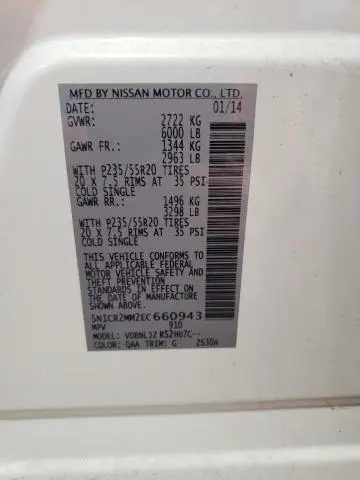 MFD BY NISSAN MOTOR CO., LTD.
DATE: 01/14
GVWR: 2722 KG
6000 LB
GAWR FR.: 1344 KG
2963 LB
WITH P235/55R20 TIRES
20 X 7.5 RIMS AT 35 PSI
COLD SINGLE
GAWR RR.: 1496 KG
3298 LB
WITH P235/55R20 TIRES
20 X 7.5 RIMS AT 35 PSI
COLD SINGLE
THIS VEHICLE CONFORMS TO
ALL APPLICABLE FEDERAL
MOTOR VEHICLE SAFETY
STANDARDS IN EFFECT ON
THE DATE OF MANUFACTURE
SHOWN ABOVE.
5N1CR2MM2EC660943
MPV 910
MODEL: VDBNLJZ R52HU7C--
COLOR: QAA TRIM: G 2530A